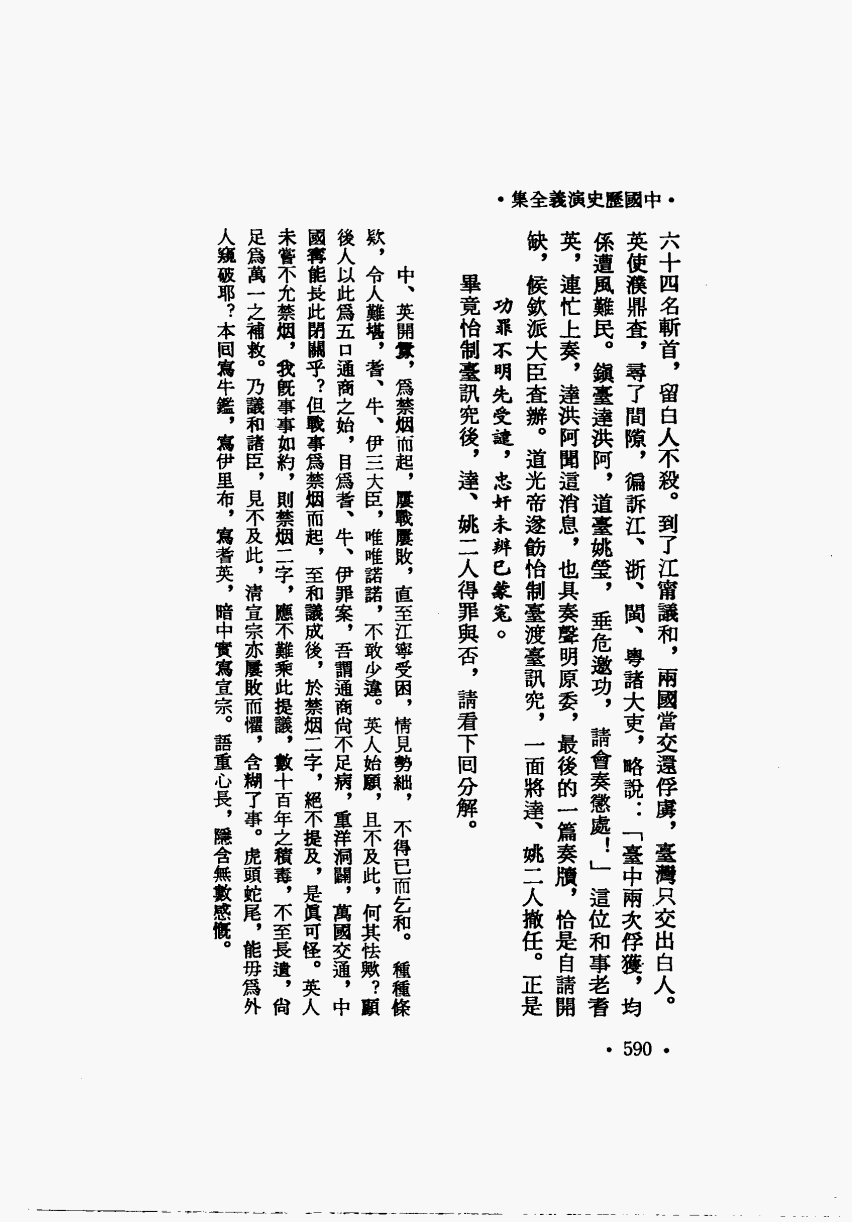 •中國歷史演義全集•
六十四名斬首，留白人不殺。到了江甯議和，兩國當交還俘虜，臺灣只交出白人。
英使濮鼎查，尋了間隙，徧訴江、浙、閩、粵諸大吏，略說：「臺中兩次俘獲，均
係遭風難民。鎭臺達洪阿，道臺姚瑩，垂危邀功，請會奏懲處！」這位和事老耆
英，連忙上奏，達洪阿聞這消息，也具奏聲明原委，最後的一篇奏牘，恰是自請開
缺，候欽派大臣查辦。道光帝遂飭怡制臺渡臺訊究，一面將達、姚二人撤任。正是
功罪不明先受譴，忠奸未辨已蒙寃。
畢竟怡制臺訊究後，達、姚二人得罪與否，請看下回分解。
中、英開釁，爲禁烟而起，屢戰屢敗，直至江寧受困，情見勢絀，不得已而乞和。種種條
欵，令人難堪，耆、牛、伊三大臣，唯唯諾諾，不敢少違。英人始願，且不及此，何其怯歟？顧
後人以此爲五口通商之始，目爲耆、牛、伊罪案，吾謂通商尙不足病，重洋洞闢，萬國交通，中
國寗能長此閉關乎？但戰事爲禁烟而起，至和議成後，於禁烟二字，絕不提及，是眞可怪。英人
未嘗不允禁烟，我旣事事如約，則禁烟二字，應不難乘此提議，數十百年之積毒，不至長遺，尙
足爲萬一之補救。乃議和諸臣，見不及此，淸宣宗亦屢敗而懼，含糊了事。虎頭蛇尾，能毋爲外
人窺破耶？本回寫牛鑑，寫伊里布，寫耆英，暗中實寫宣宗。語重心長，隱含無數感慨。
•590•